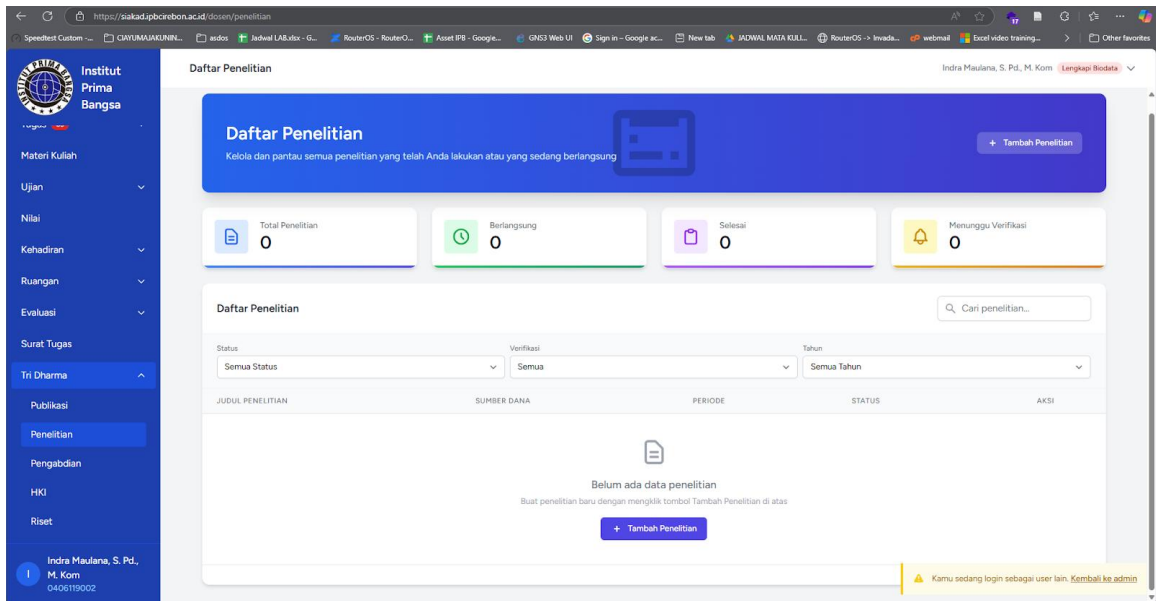 https://siakad.ipbcirebon.ac.id/dosen/penelitian
Speedtest Custom -...
CIAYUMAJAKUNIN...
asdos
Jadwal LAB.xlsx - G...
RouterOS - RouterO...
Asset IPB - Google...
GNS3 Web UI
Sign in – Google ac...
New tab
JADWAL MATA KULI...
RouterOS -> Invada...
webmail
Excel video training...
Other favorites
Institut
Prima
Bangsa
Daftar Penelitian
Indra Maulana, S. Pd., M. Kom
Lengkapi Biodata
Materi Kuliah
Ujian
Nilai
Kehadiran
Ruangan
Evaluasi
Surat Tugas
Tri Dharma
Publikasi
Penelitian
Pengabdian
HKI
Riset
Indra Maulana, S. Pd.,
M. Kom
0406119002
Daftar Penelitian
Kelola dan pantau semua penelitian yang telah Anda lakukan atau yang sedang berlangsung
+ Tambah Penelitian
Total Penelitian
0
Berlangsung
0
Selesai
0
Menunggu Verifikasi
0
Daftar Penelitian
Cari penelitian...
Status
Semua Status
Verifikasi
Semua
Tahun
Semua Tahun
JUDUL PENELITIAN SUMBER DANA PERIODE STATUS AKSI
Belum ada data penelitian
Buat penelitian baru dengan mengklik tombol Tambah Penelitian di atas
+ Tambah Penelitian
Kamu sedang login sebagai user lain. Kembali ke admin